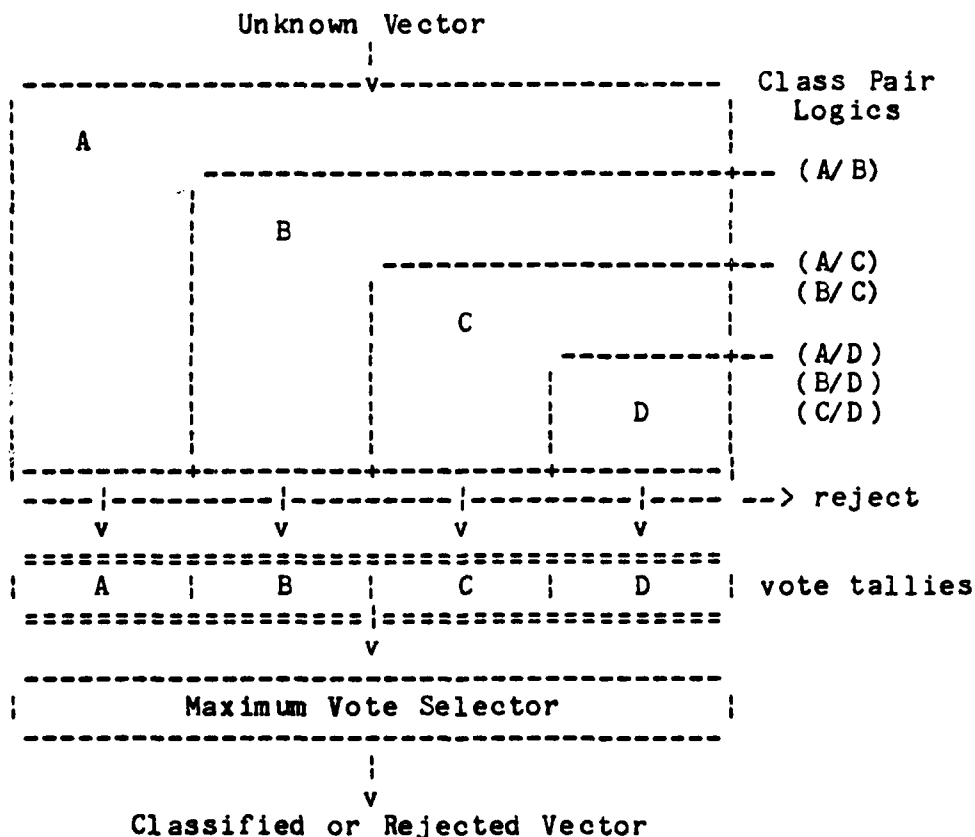 Unknown Vector
Class Pair
Logics
A
(A/B)
B
(A/C)
(B/C)
C
(A/D)
(B/D)
D
(C/D)
--> reject
A B C D vote tallies
Maximum Vote Selector
Classified or Rejected Vector